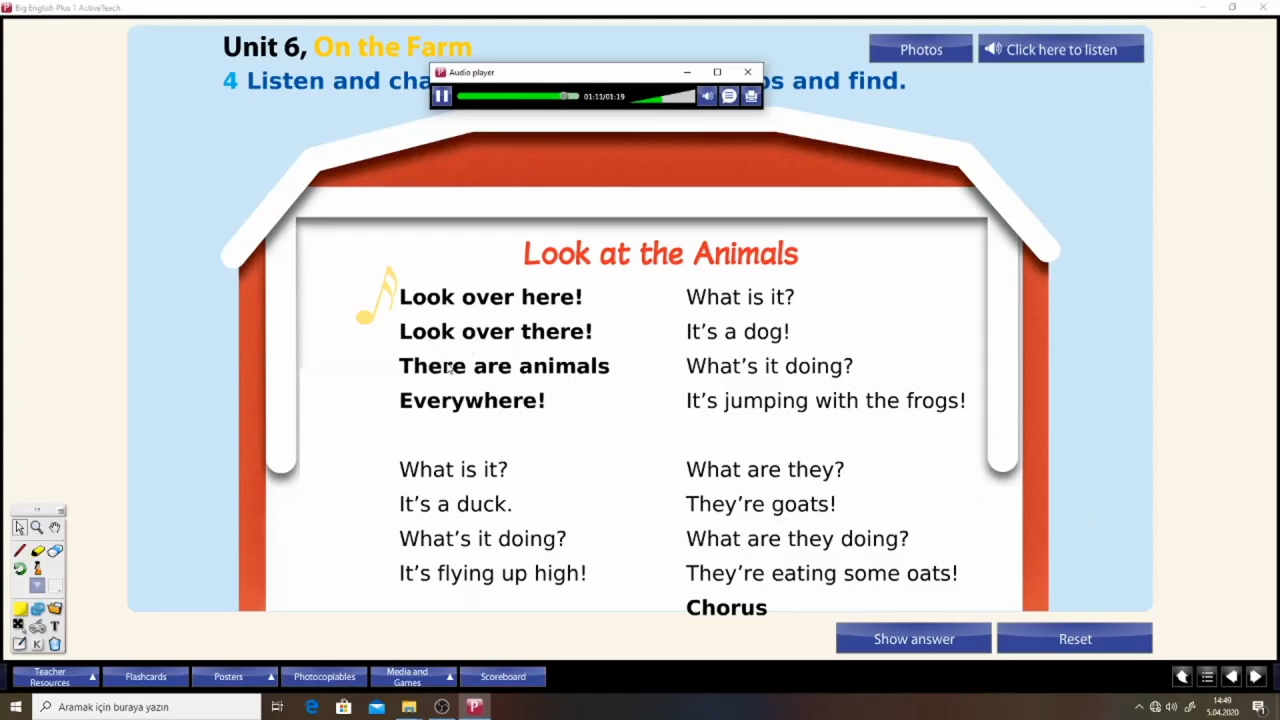 Big English Plus 1 ActiveTeach
Unit 6, On the Farm
Photos
Click here to listen
4 Listen and cha
s and find.
Audio player
01:11/01:19
Look at the Animals
Look over here!
Look over there!
There are animals
Everywhere!
What is it?
It's a duck.
What's it doing?
It's flying up high!
What is it?
It's a dog!
What's it doing?
It's jumping with the frogs!
What are they?
They're goats!
What are they doing?
They're eating some oats!
Chorus
T
K
Show answer
Reset
Teacher
Resources
Flashcards
Posters
Photocopiables
Media and
Games
Scoreboard
Aramak için buraya yazın
14:49
5.04.2020